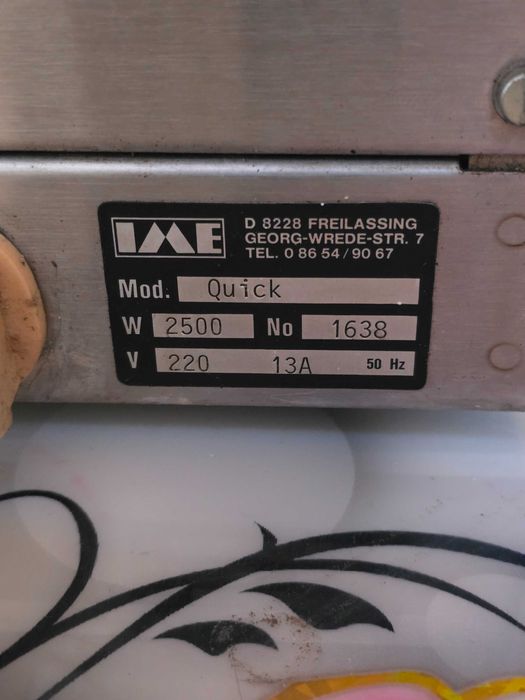 IME
D 8228 FREILASSING
GEORG-WREDE-STR. 7
TEL. 0 86 54 / 90 67
Mod. Quick
W 2500 No 1638
V 220 13A 50 Hz